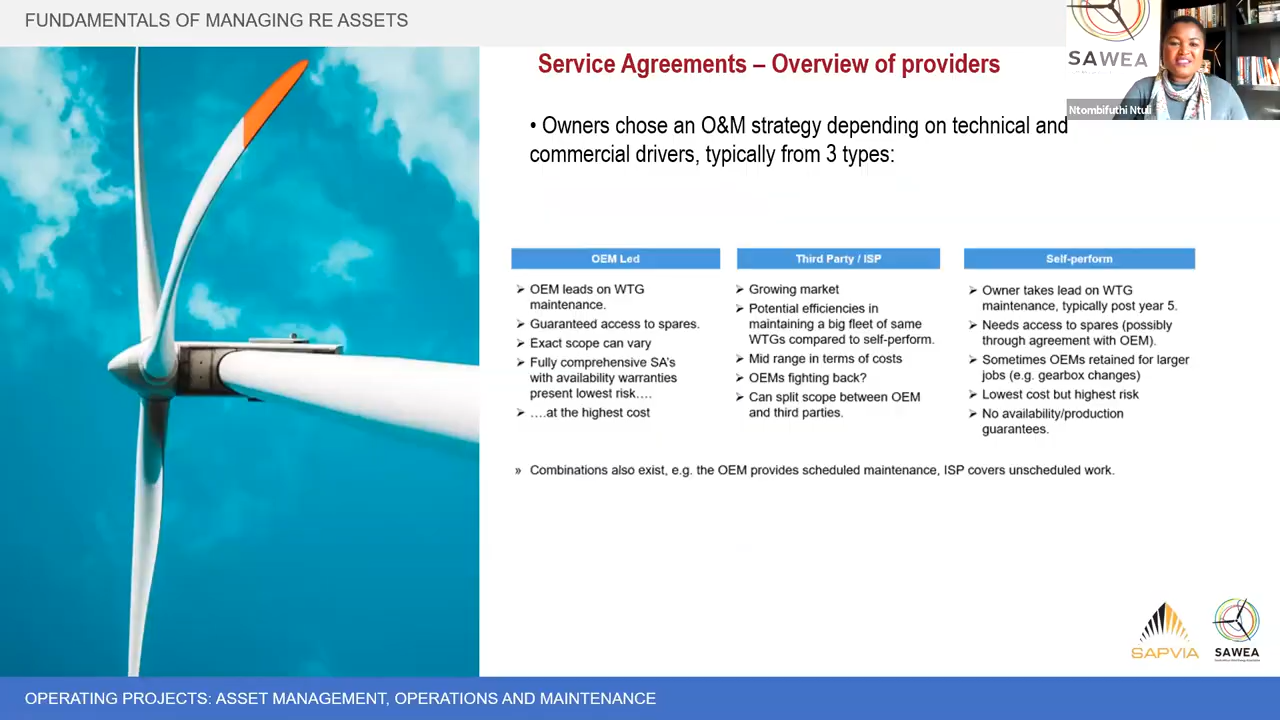 FUNDAMENTALS OF MANAGING RE ASSETS
SAWEA
Ntombifuthi Ntuli
Service Agreements – Overview of providers
• Owners chose an O&M strategy depending on technical and
commercial drivers, typically from 3 types:
OEM Led
➢ OEM leads on WTG
maintenance.
➢ Guaranteed access to spares.
➢ Exact scope can vary
➢ Fully comprehensive SA's
with availability warranties
present lowest risk….
➢ ….at the highest cost
Third Party / ISP
➢ Growing market
➢ Potential efficiencies in
maintaining a big fleet of same
WTGs compared to self-perform.
➢ Mid range in terms of costs
➢ OEMs fighting back?
➢ Can split scope between OEM
and third parties.
Self-perform
➢ Owner takes lead on WTG
maintenance, typically post year 5.
➢ Needs access to spares (possibly
through agreement with OEM).
➢ Sometimes OEMs retained for larger
jobs (e.g. gearbox changes)
➢ Lowest cost but highest risk
➢ No availability/production
guarantees.
» Combinations also exist, e.g. the OEM provides scheduled maintenance, ISP covers unscheduled work.
SAPVIA
SAWEA
OPERATING PROJECTS: ASSET MANAGEMENT, OPERATIONS AND MAINTENANCE